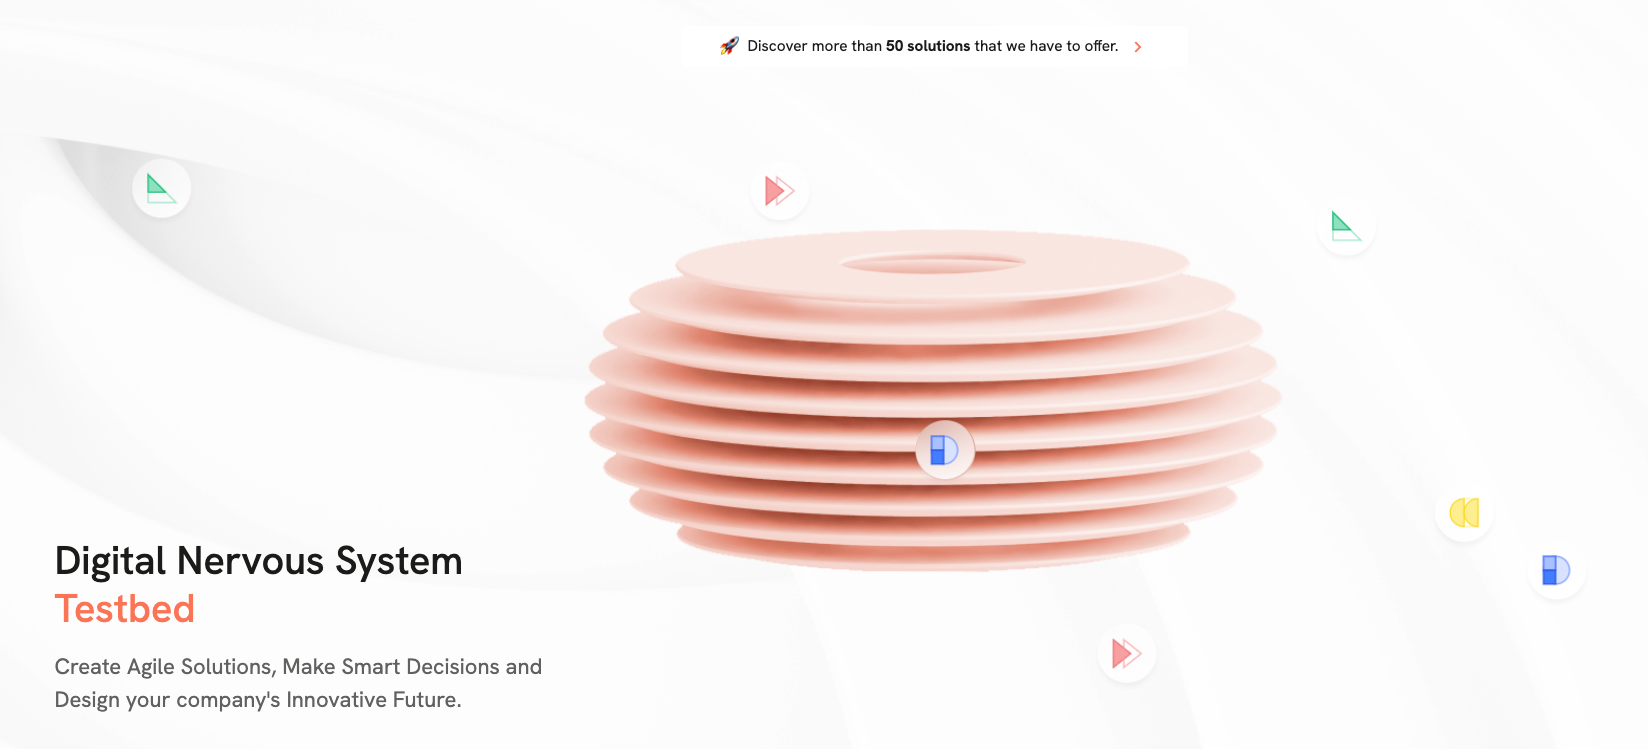 🚀 Discover more than 50 solutions that we have to offer.
Digital Nervous System
Testbed
Create Agile Solutions, Make Smart Decisions and
Design your company's Innovative Future.